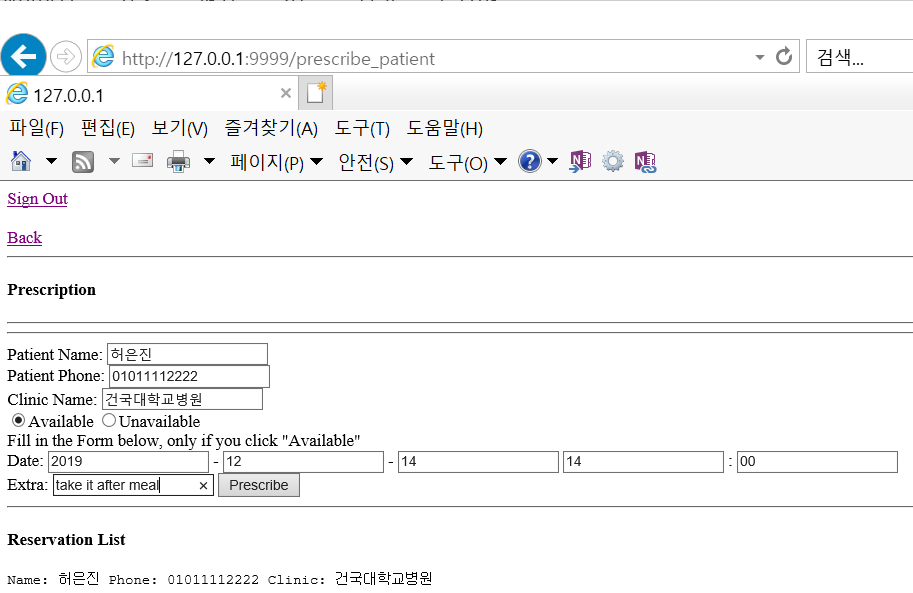 http://127.0.0.1:9999/prescribe_patient 검색...
127.0.0.1
파일(F) 편집(E) 보기(V) 즐겨찾기(A) 도구(T) 도움말(H)
페이지(P) 안전(S) 도구(O)
Sign Out
Back
Prescription
Patient Name: 허은진
Patient Phone: 01011112222
Clinic Name: 건국대학교병원
Available Unavailable
Fill in the Form below, only if you click "Available"
Date: 2019 - 12 - 14 14 : 00
Extra: take it after meal × Prescribe
Reservation List
Name: 허은진 Phone: 01011112222 Clinic: 건국대학교병원